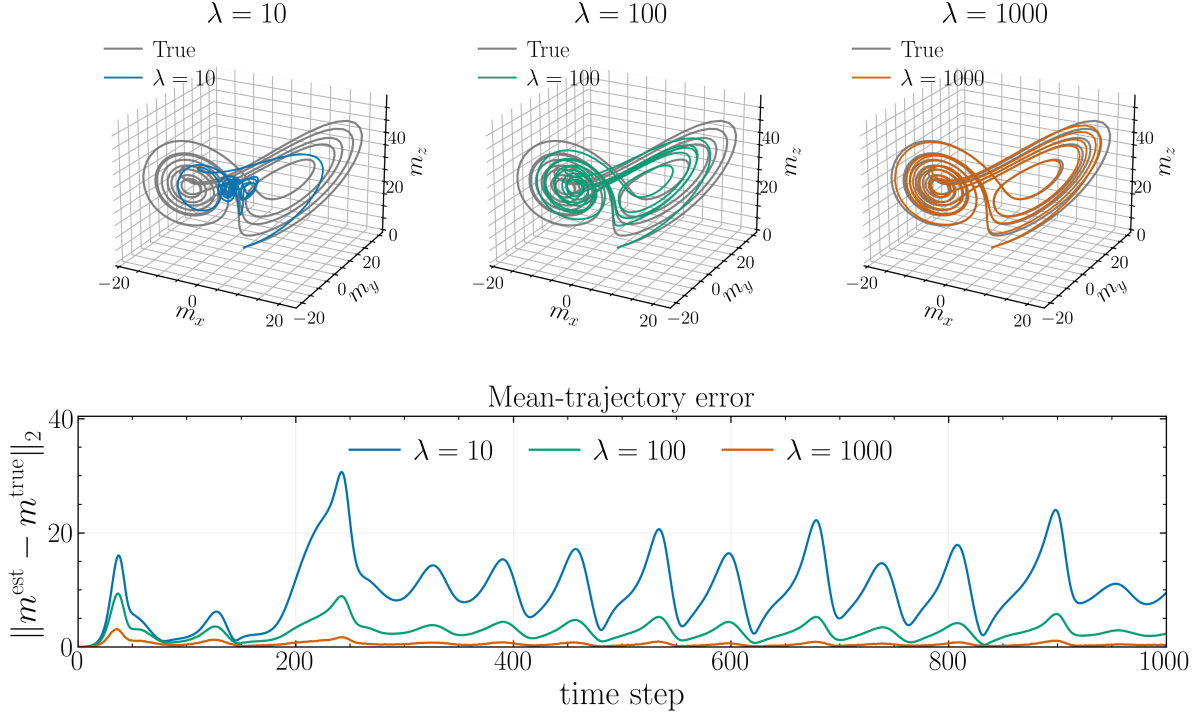 λ = 10
True
λ = 10
40
20
0
m_z
−20
0
20
m_x
−20
0
20
m_y
λ = 100
True
λ = 100
40
20
0
m_z
−20
0
20
m_x
−20
0
20
m_y
λ = 1000
True
λ = 1000
40
20
0
m_z
−20
0
20
m_x
−20
0
20
m_y
Mean-trajectory error
λ = 10 λ = 100 λ = 1000
‖m^est − m^true‖_2
40
20
0
0 200 400 600 800 1000
time step